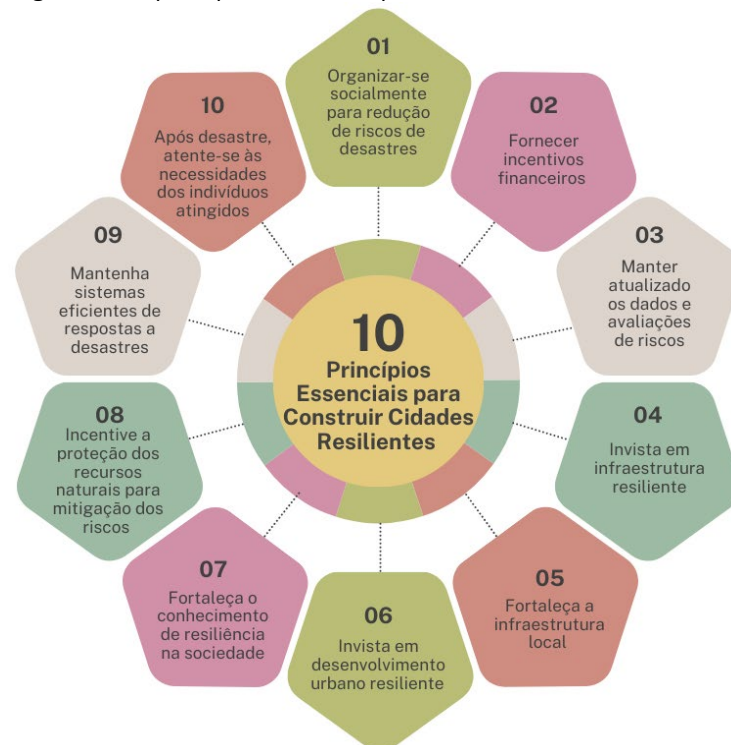 10
Princípios
Essenciais para
Construir Cidades
Resilientes
01
Organizar-se
socialmente
para redução
de riscos de
desastres
02
Fornecer
incentivos
financeiros
03
Manter
atualizado
os dados e
avaliações
de riscos
04
Invista em
infraestrutura
resiliente
05
Fortaleça a
infraestrutura
local
06
Invista em
desenvolvimento
urbano resiliente
07
Fortaleça o
conhecimento
de resiliência
na sociedade
08
Incentive a
proteção dos
recursos
naturais para
mitigação dos
riscos
09
Mantenha
sistemas
eficientes de
respostas a
desastres
10
Após desastre,
atente-se às
necessidades
dos indivíduos
atingidos